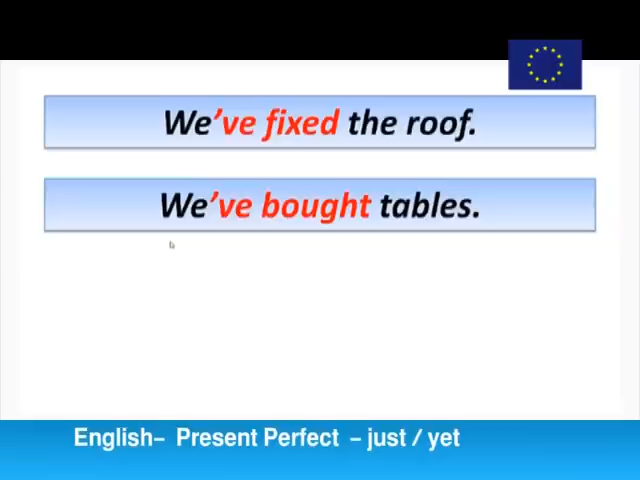 We've fixed the roof.
We've bought tables.
English– Present Perfect – just / yet